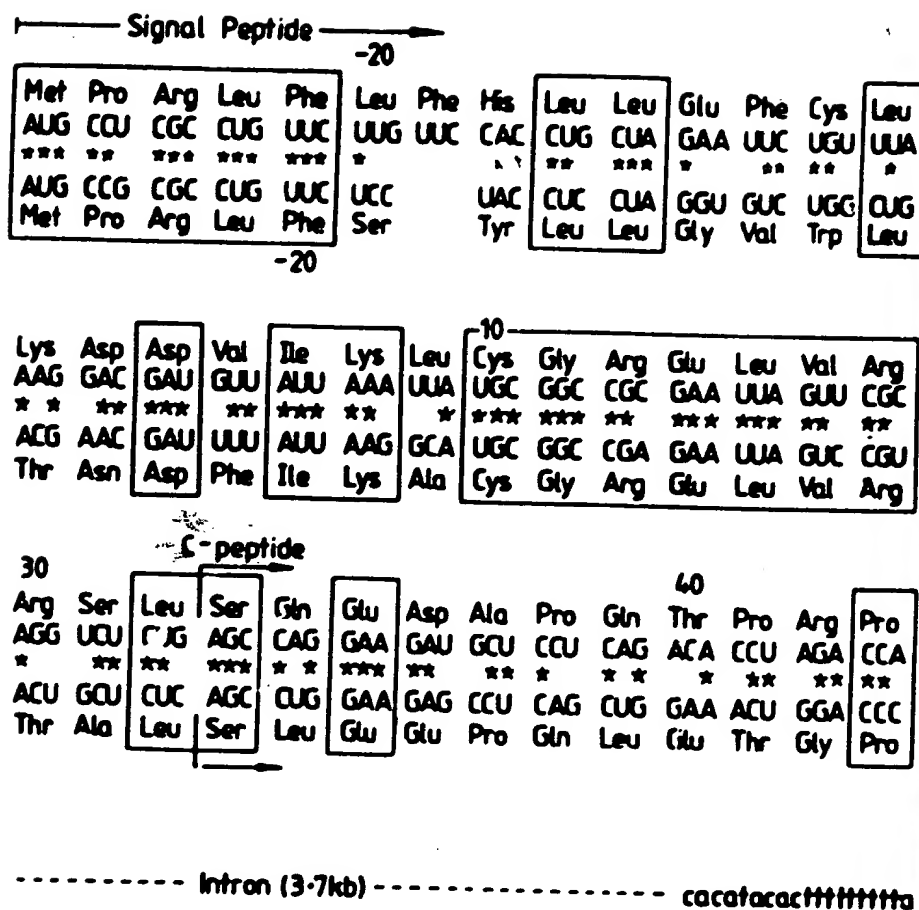 Signal Peptide
-20
Met Pro Arg Leu Phe Leu Phe His Leu Leu Glu Phe Cys Leu
AUG CCU CGC CUG UUC UUG UUC CAC CUG CUA GAA UUC UGU UUA
*** ** *** *** *** * ** *** * ** ** *
AUG CCG CGC CUG UUC UCC UAC CUC CUA GGU GUC UGG CUG
Met Pro Arg Leu Phe Ser Tyr Leu Leu Gly Val Trp Leu
-20
10
Lys Asp Asp Val Ile Lys Leu Cys Gly Arg Glu Leu Val Arg
AAG GAC GAU GUU AUU AAA UUA UGC GGC CGC GAA UUA GUU CGC
* * ** *** ** *** ** * *** *** ** *** *** ** **
ACG AAC GAU UUU AUU AAG GCA UGC GGC CGA GAA UUA GUC CGU
Thr Asn Asp Phe Ile Lys Ala Cys Gly Arg Glu Leu Val Arg
C-peptide
30 40
Arg Ser Leu Ser Gln Glu Asp Ala Pro Gln Thr Pro Arg Pro
AGG UCU AGC CAG GAA GAU GCU CCU CAG ACA CCU AGA CCA
* ** ** *** * * *** ** ** * * * * ** ** **
ACU GCU CUC AGC CUG GAA GAG CCU CAG CUG GAA ACU GGA CCC
Thr Ala Leu Ser Leu Glu Glu Pro Gln Leu Glu Thr Gly Pro
---------- Intron (3·7kb) ---------------- cacatacacttttttttta